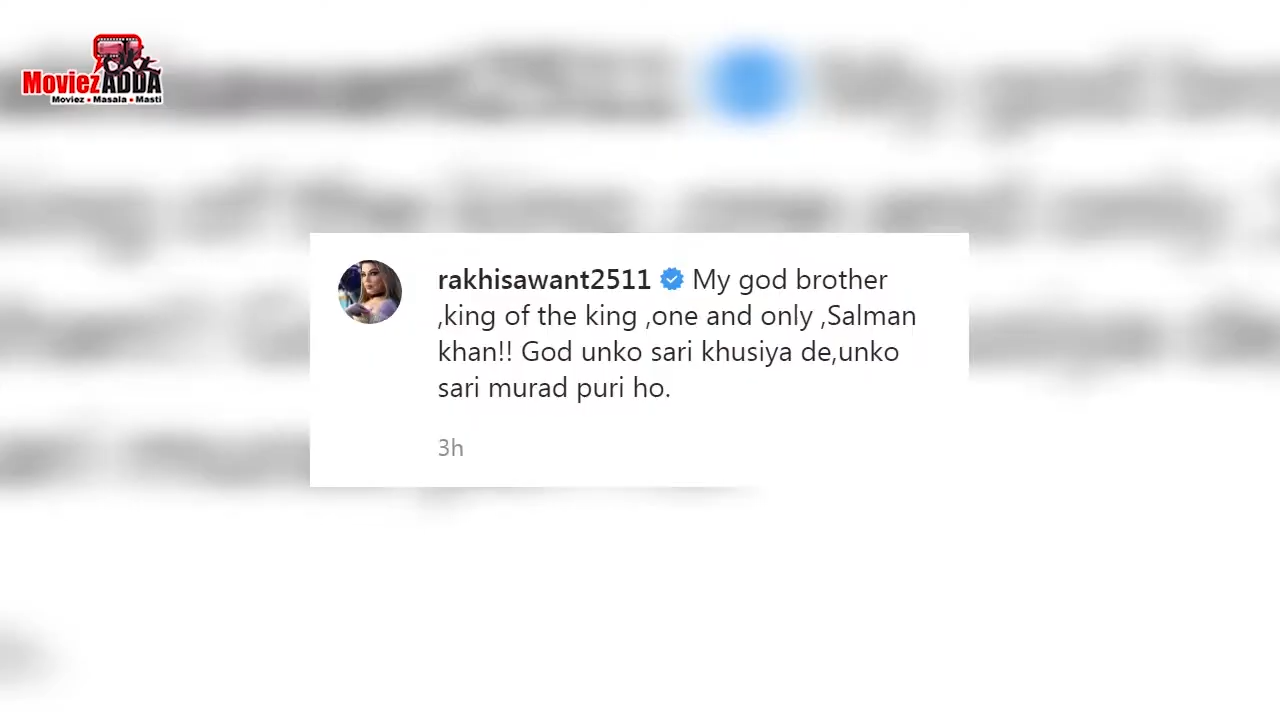 MoviezADDA
Moviez • Masala • Masti
rakhisawant2511 My god brother
,king of the king ,one and only ,Salman
khan!! God unko sari khusiya de,unko
sari murad puri ho.
3h